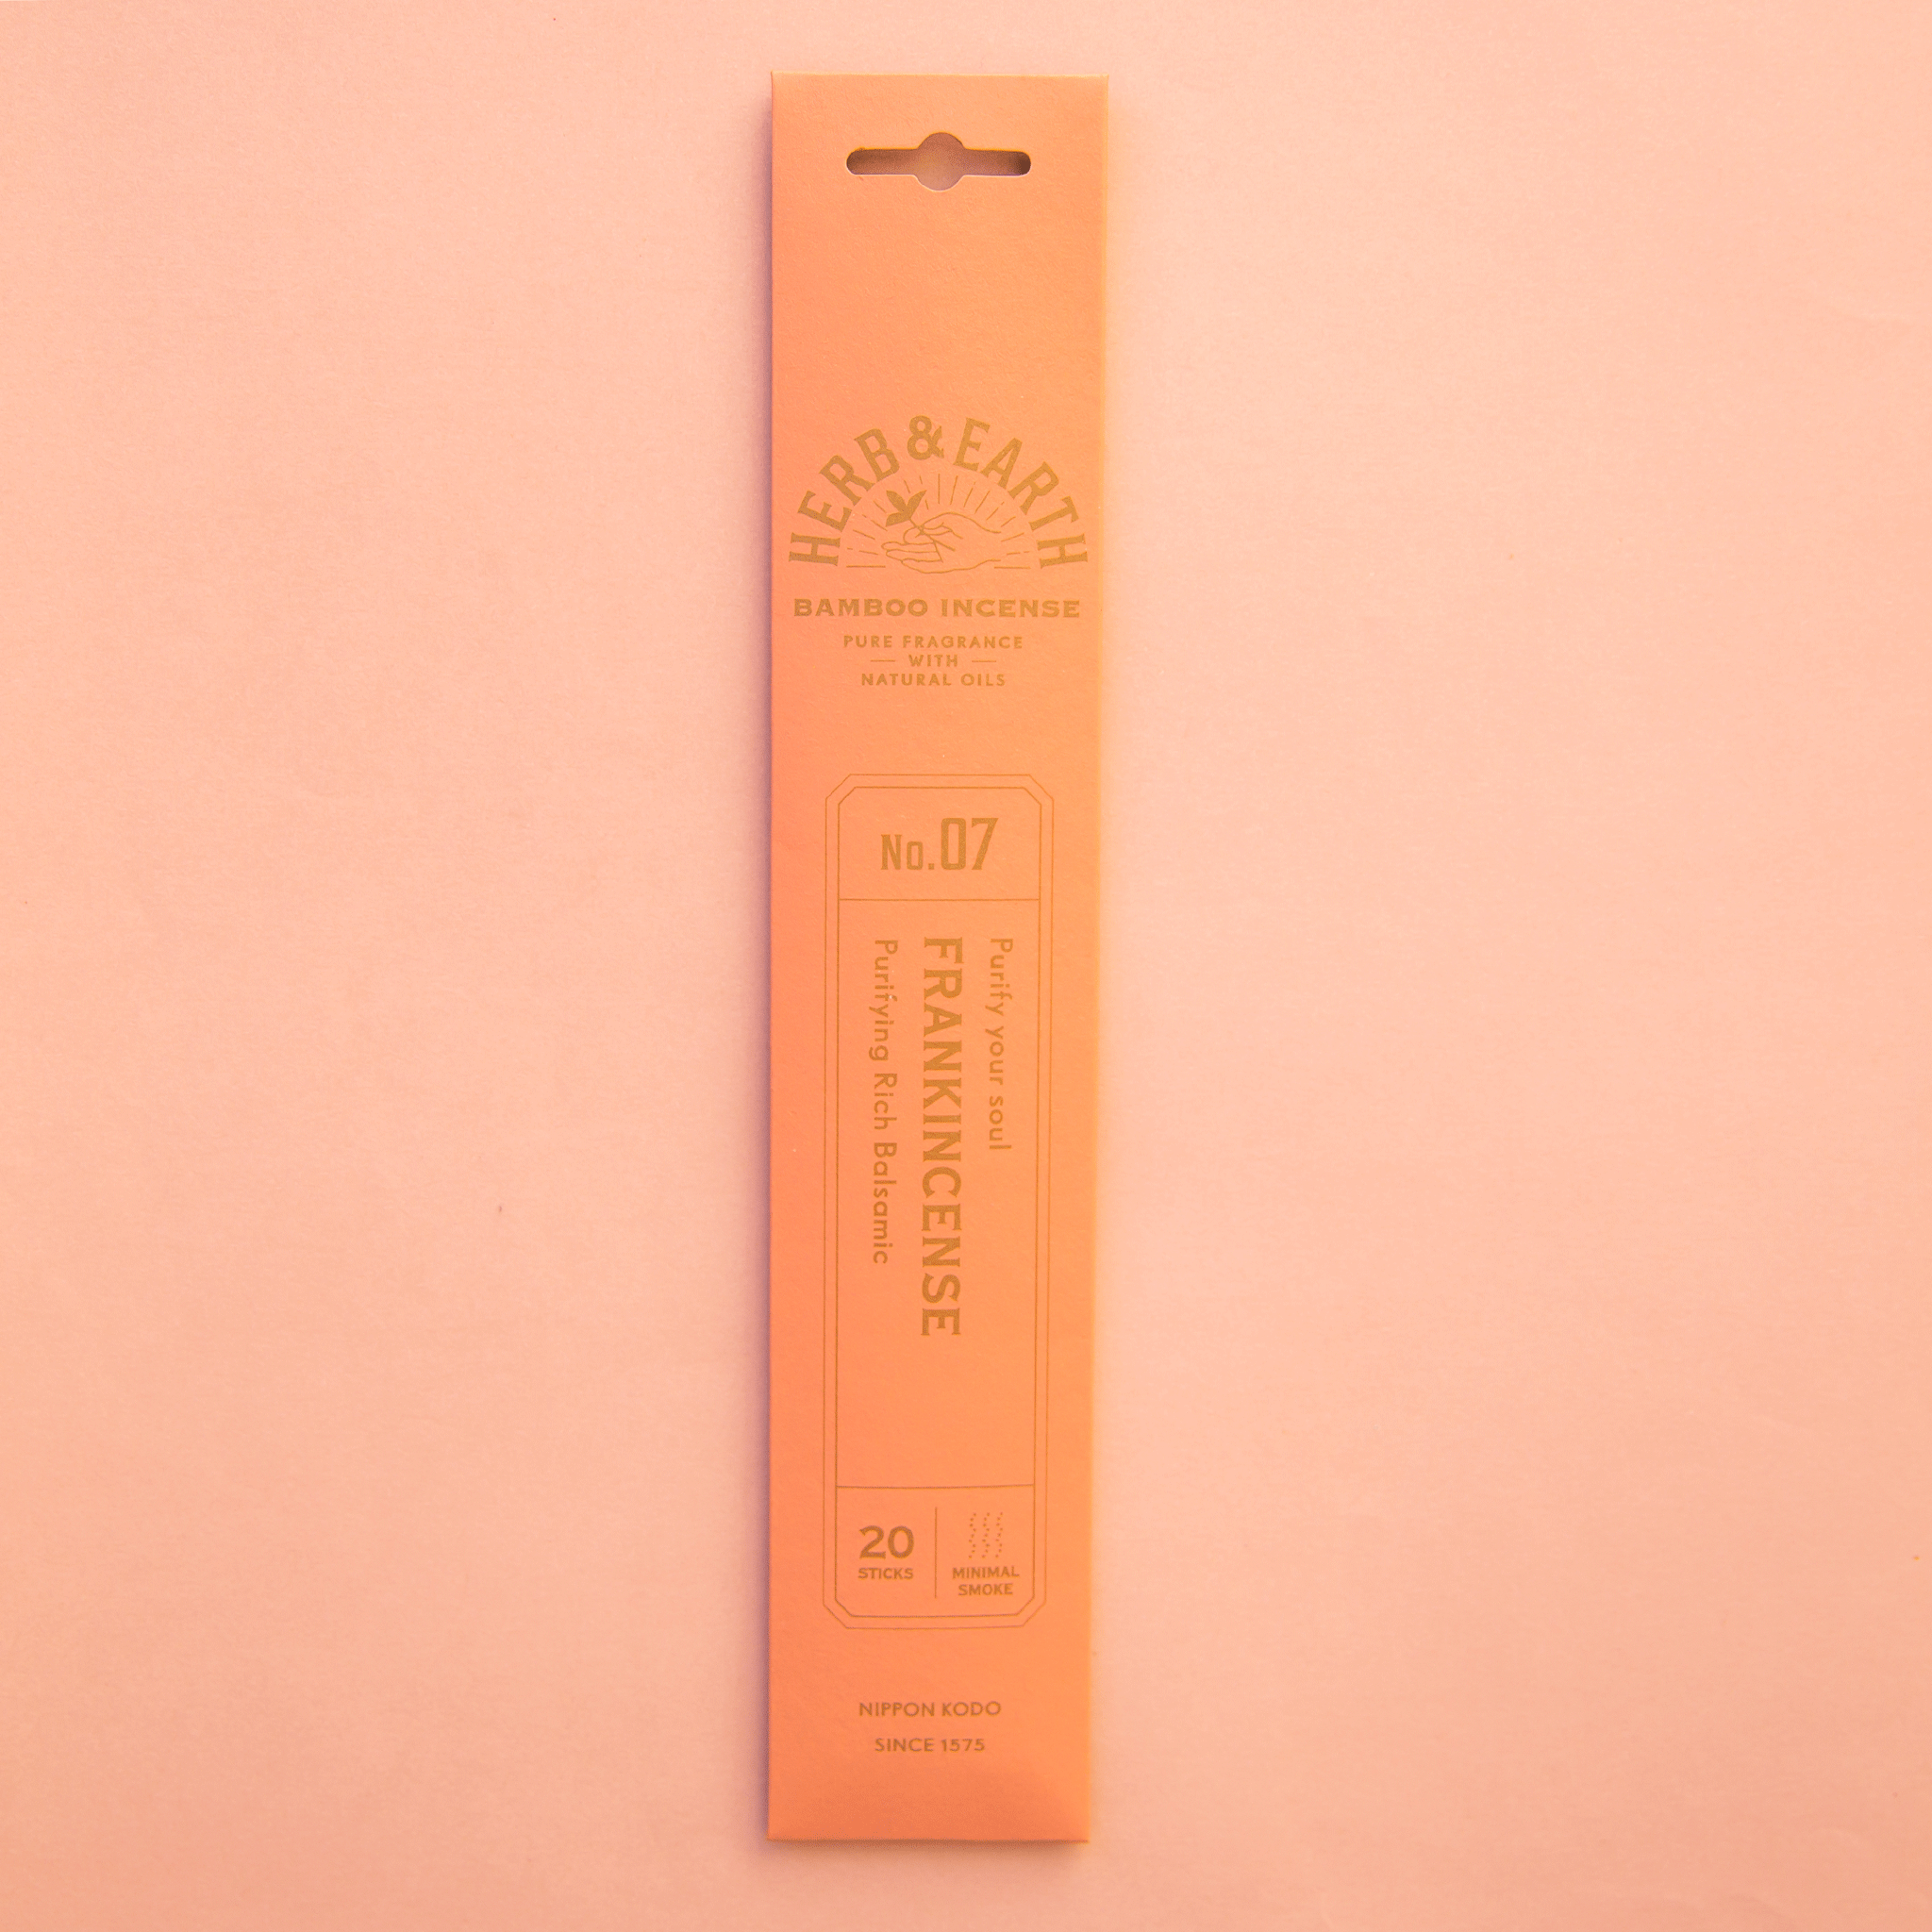 HERB & EARTH
BAMBOO INCENSE
PURE FRAGRANCE
WITH
NATURAL OILS
No.07
Purify your soul
FRANKINCENSE
Purifying Rich Balsamic
20
STICKS
MINIMAL
SMOKE
NIPPON KODO
SINCE 1575